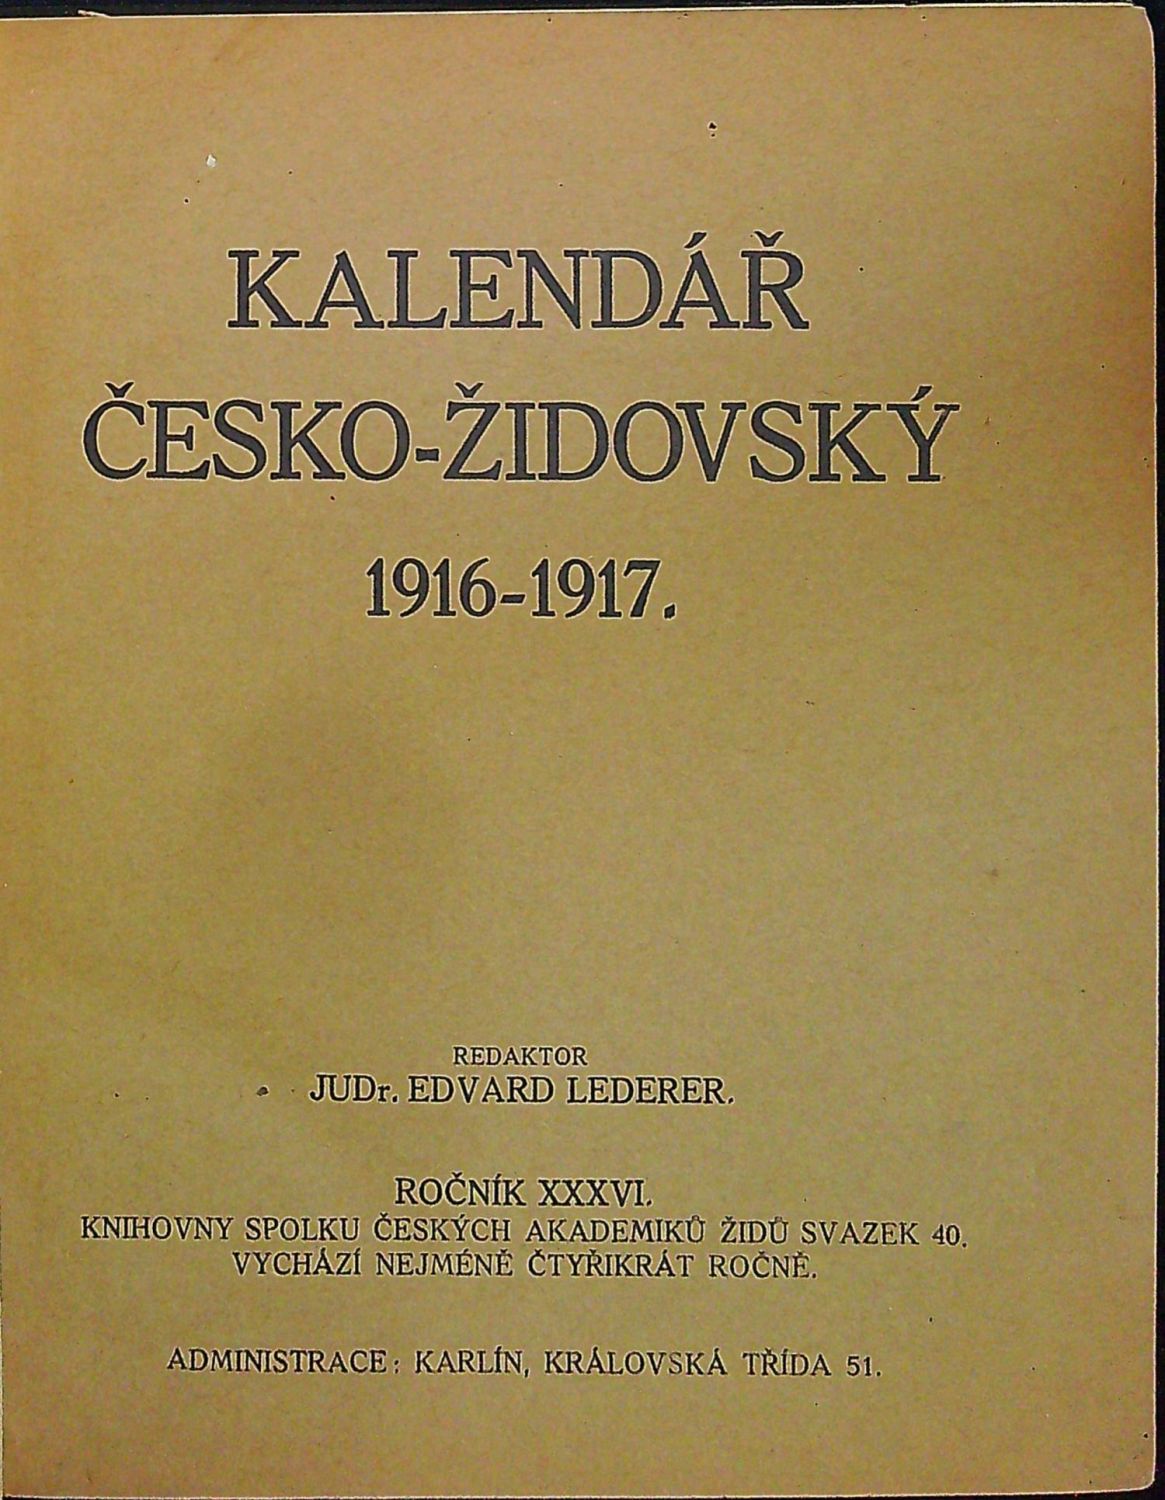 KALENDÁŘ
ČESKO-ŽIDOVSKÝ
1916-1917.
REDAKTOR
JUDr. EDVARD LEDERER.
ROČNÍK XXXVI.
KNIHOVNY SPOLKU ČESKÝCH AKADEMIKŮ ŽIDŮ SVAZEK 40.
VYCHÁZÍ NEJMÉNĚ ČTYŘIKRÁT ROČNĚ.
ADMINISTRACE: KARLÍN, KRÁLOVSKÁ TŘÍDA 51.